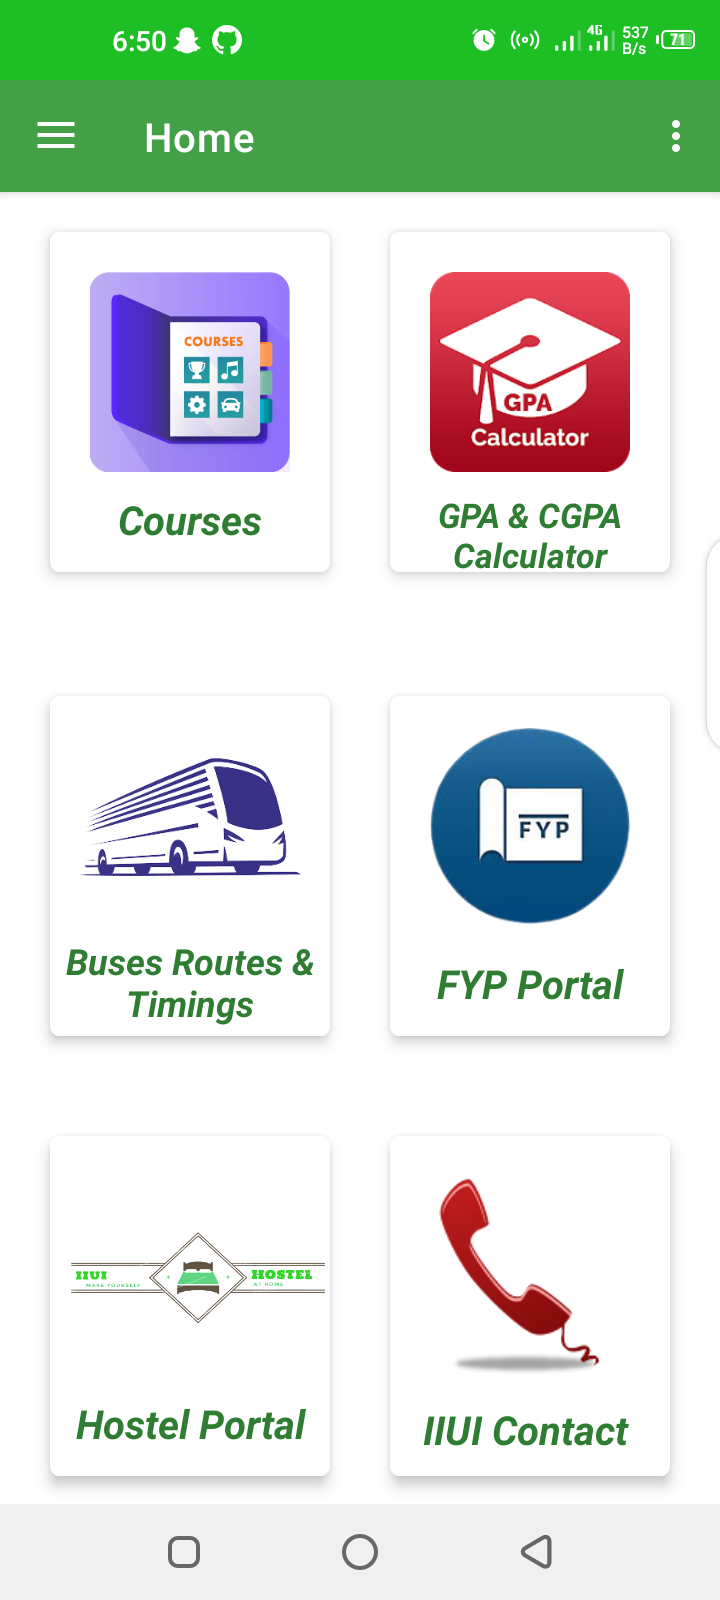 6:50 4G 537 B/s 71
Home
COURSES
GPA
Calculator
Courses
GPA & CGPA
Calculator
FYP
Buses Routes &
Timings
FYP Portal
IIUI HOSTEL
MAKE YOURSELF AT HOME
Hostel Portal
IIUI Contact